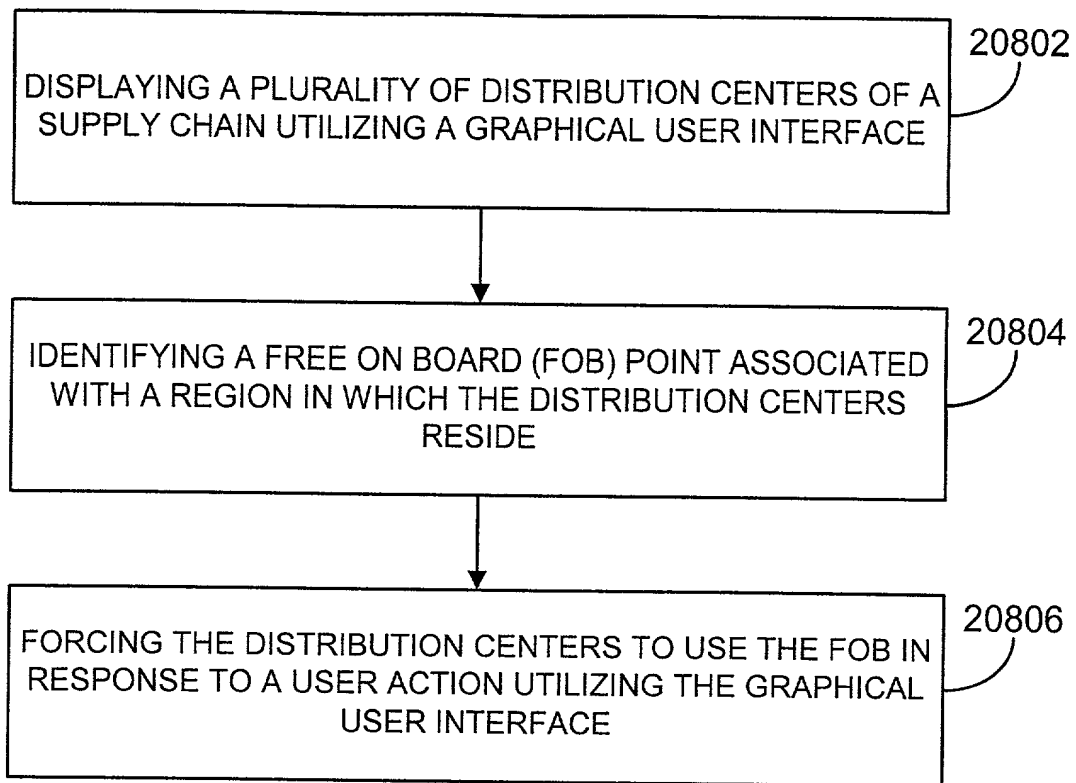 20802
DISPLAYING A PLURALITY OF DISTRIBUTION CENTERS OF A
SUPPLY CHAIN UTILIZING A GRAPHICAL USER INTERFACE
20804
IDENTIFYING A FREE ON BOARD (FOB) POINT ASSOCIATED
WITH A REGION IN WHICH THE DISTRIBUTION CENTERS
RESIDE
20806
FORCING THE DISTRIBUTION CENTERS TO USE THE FOB IN
RESPONSE TO A USER ACTION UTILIZING THE GRAPHICAL
USER INTERFACE